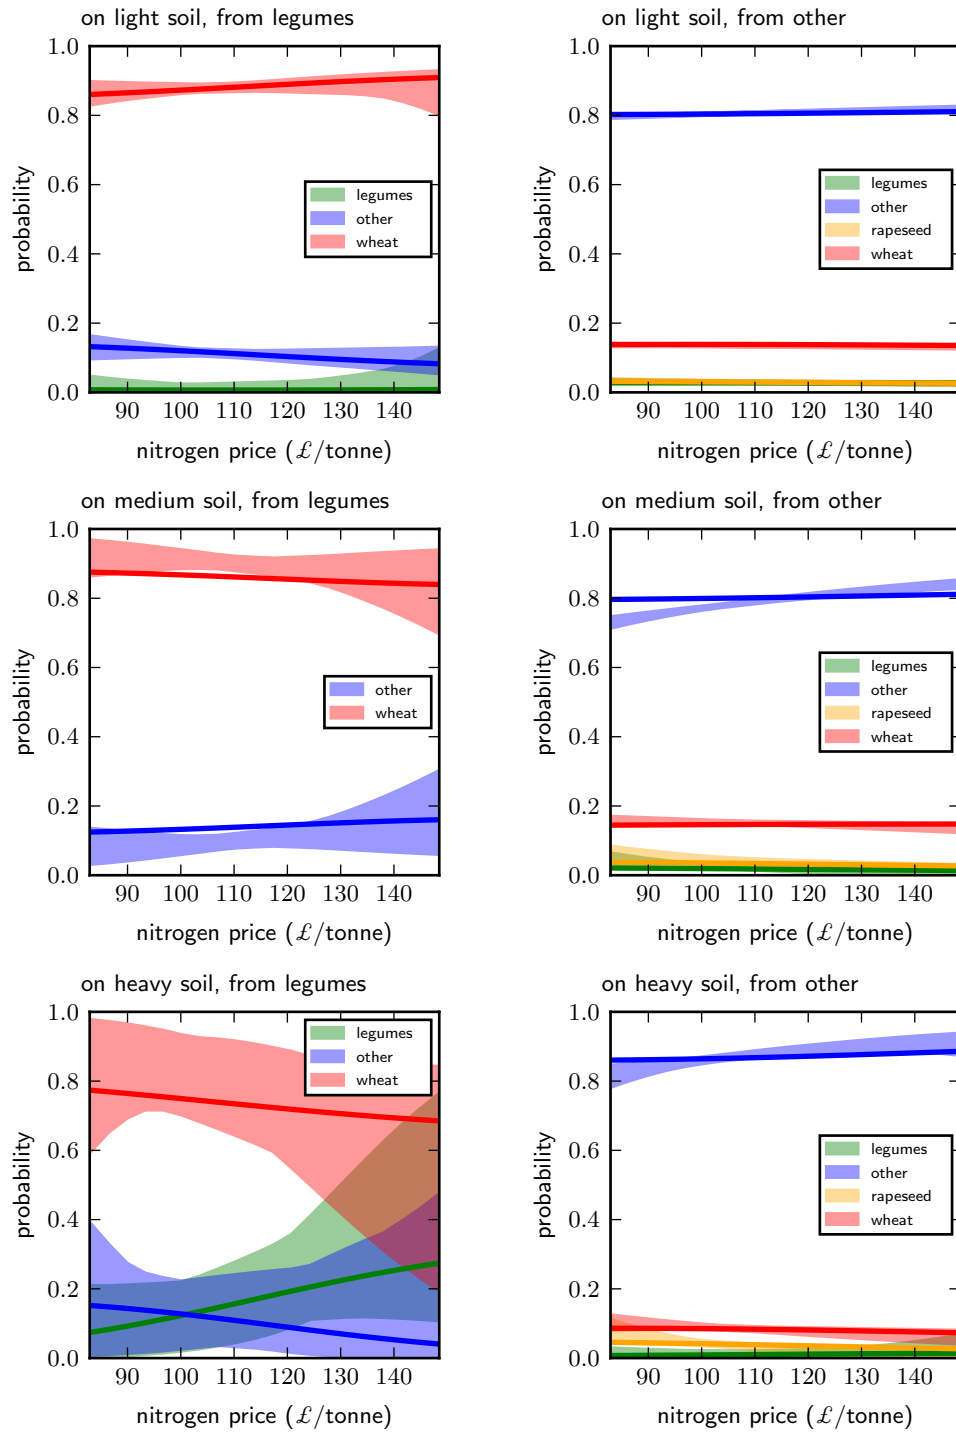 on light soil, from legumes
1.0
0.8
0.6
0.4
0.2
0.0
probability
legumes
other
wheat
90 100 110 120 130 140
nitrogen price (£/tonne)
on light soil, from other
1.0
0.8
0.6
0.4
0.2
0.0
probability
legumes
other
rapeseed
wheat
90 100 110 120 130 140
nitrogen price (£/tonne)
on medium soil, from legumes
1.0
0.8
0.6
0.4
0.2
0.0
probability
other
wheat
90 100 110 120 130 140
nitrogen price (£/tonne)
on medium soil, from other
1.0
0.8
0.6
0.4
0.2
0.0
probability
legumes
other
rapeseed
wheat
90 100 110 120 130 140
nitrogen price (£/tonne)
on heavy soil, from legumes
1.0
0.8
0.6
0.4
0.2
0.0
probability
legumes
other
wheat
90 100 110 120 130 140
nitrogen price (£/tonne)
on heavy soil, from other
1.0
0.8
0.6
0.4
0.2
0.0
probability
legumes
other
rapeseed
wheat
90 100 110 120 130 140
nitrogen price (£/tonne)